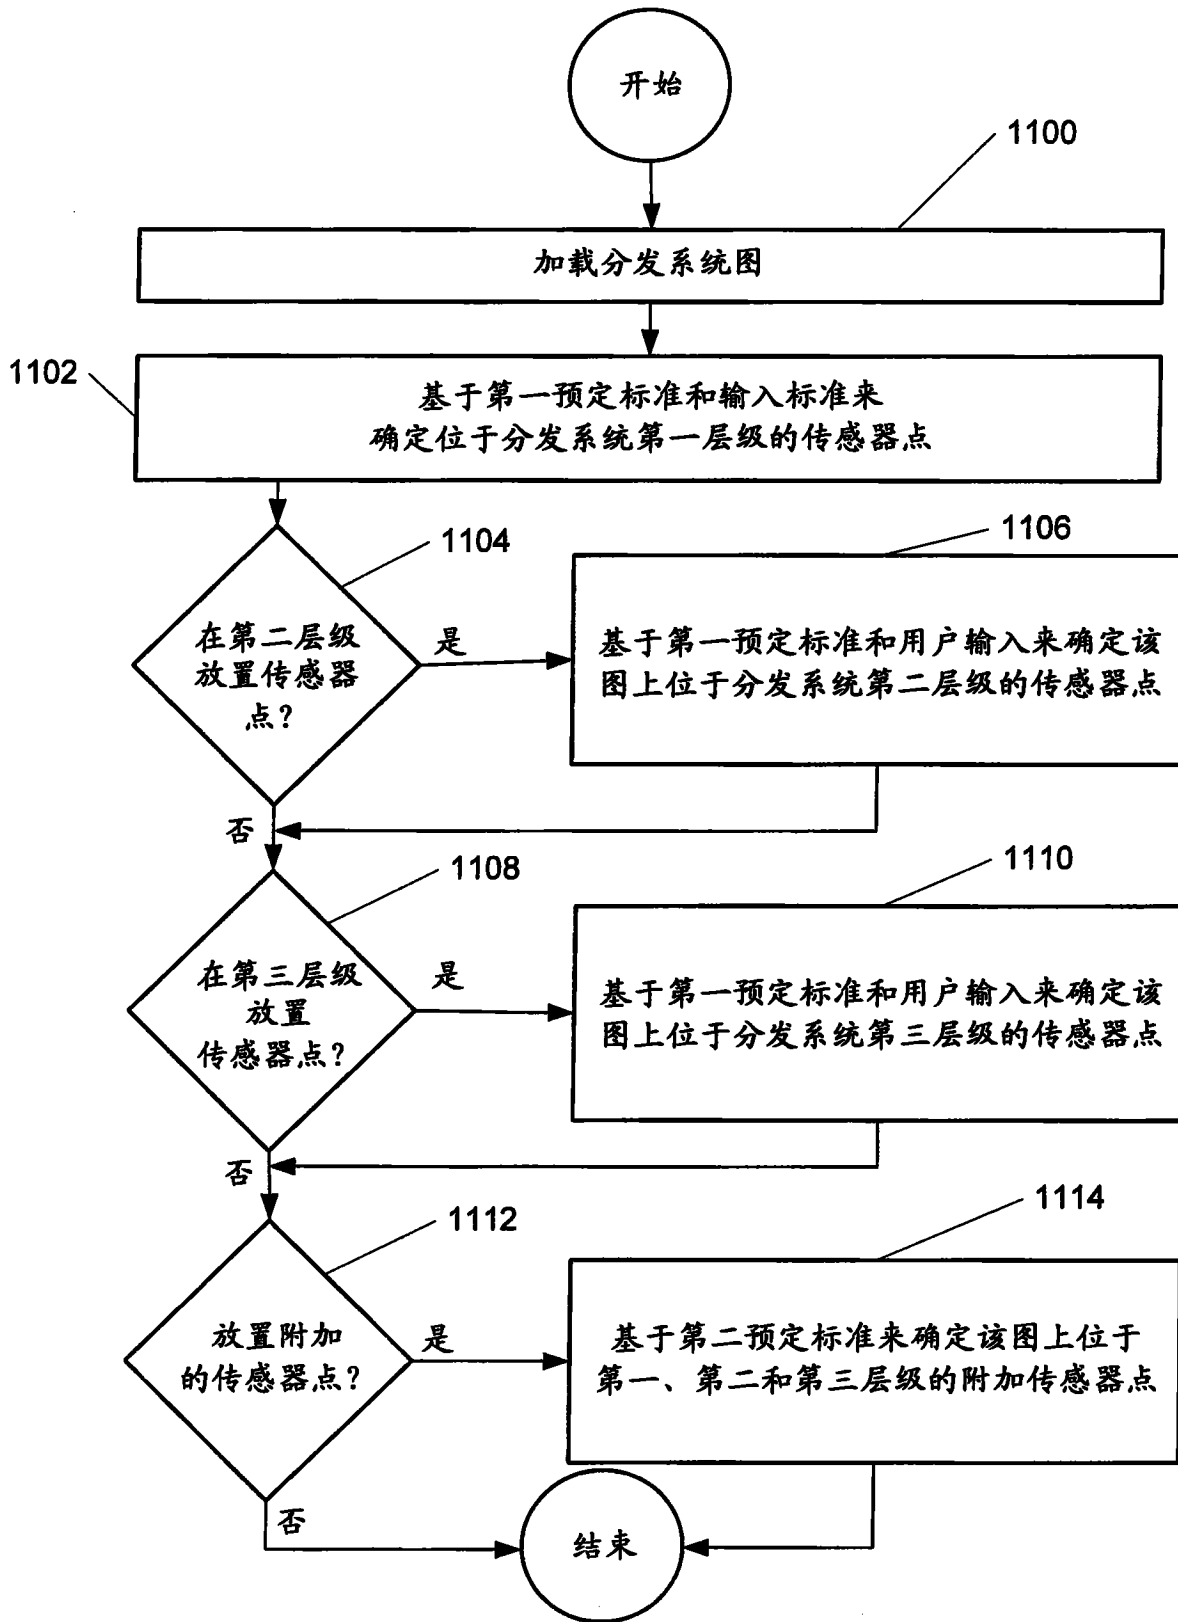 开始
1100
加载分发系统图
1102
基于第一预定标准和输入标准来
确定位于分发系统第一层级的传感器点
1104
在第二层级
放置传感器
点?
是
1106
基于第一预定标准和用户输入来确定该
图上位于分发系统第二层级的传感器点
否
1108
在第三层级
放置
传感器点?
是
1110
基于第一预定标准和用户输入来确定该
图上位于分发系统第三层级的传感器点
否
1112
放置附加
的传感器点?
是
1114
基于第二预定标准来确定该图上位于
第一、第二和第三层级的附加传感器点
否
结束